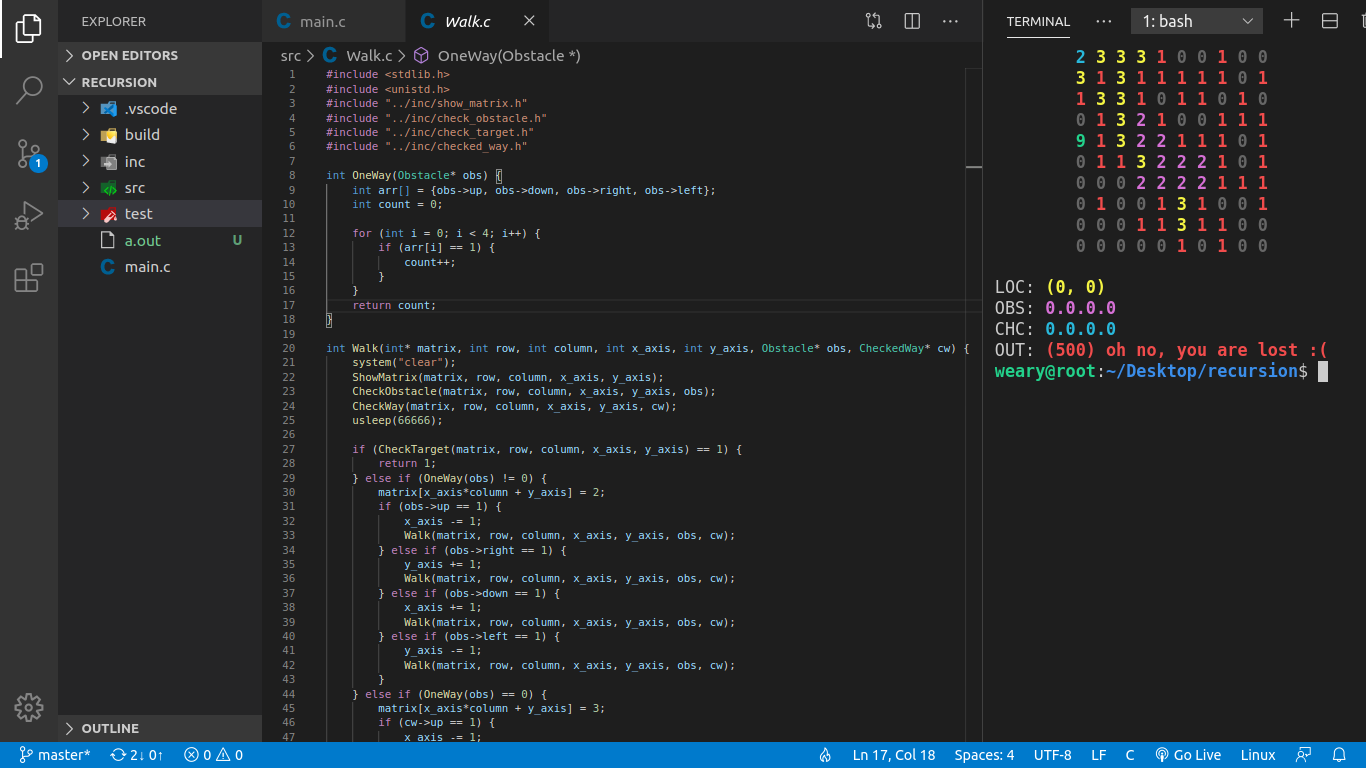 EXPLORER
OPEN EDITORS
RECURSION
.vscode
build
inc
src
test
a.out U
main.c
OUTLINE
1
main.c
Walk.c
src > Walk.c > OneWay(Obstacle *)
1 #include <stdlib.h>
2 #include <unistd.h>
3 #include "../inc/show_matrix.h"
4 #include "../inc/check_obstacle.h"
5 #include "../inc/check_target.h"
6 #include "../inc/checked_way.h"
7
8 int OneWay(Obstacle* obs) {
9     int arr[] = {obs->up, obs->down, obs->right, obs->left};
10     int count = 0;
11
12     for (int i = 0; i < 4; i++) {
13         if (arr[i] == 1) {
14             count++;
15         }
16     }
17     return count;
18 }
19
20 int Walk(int* matrix, int row, int column, int x_axis, int y_axis, Obstacle* obs, CheckedWay* cw) {
21     system("clear");
22     ShowMatrix(matrix, row, column, x_axis, y_axis);
23     CheckObstacle(matrix, row, column, x_axis, y_axis, obs);
24     CheckWay(matrix, row, column, x_axis, y_axis, cw);
25     usleep(66666);
26
27     if (CheckTarget(matrix, row, column, x_axis, y_axis) == 1) {
28         return 1;
29     } else if (OneWay(obs) != 0) {
30         matrix[x_axis*column + y_axis] = 2;
31         if (obs->up == 1) {
32             x_axis -= 1;
33             Walk(matrix, row, column, x_axis, y_axis, obs, cw);
34         } else if (obs->right == 1) {
35             y_axis += 1;
36             Walk(matrix, row, column, x_axis, y_axis, obs, cw);
37         } else if (obs->down == 1) {
38             x_axis += 1;
39             Walk(matrix, row, column, x_axis, y_axis, obs, cw);
40         } else if (obs->left == 1) {
41             y_axis -= 1;
42             Walk(matrix, row, column, x_axis, y_axis, obs, cw);
43         }
44     } else if (OneWay(obs) == 0) {
45         matrix[x_axis*column + y_axis] = 3;
46         if (cw->up == 1) {
47             x_axis -= 1;
TERMINAL ··· 1: bash
2 3 3 3 1 0 0 1 0 0
3 1 3 1 1 1 1 1 0 1
1 3 3 1 0 1 1 0 1 0
0 1 3 2 1 0 0 1 1 1
9 1 3 2 2 1 1 1 0 1
0 1 1 3 2 2 2 1 0 1
0 0 0 2 2 2 2 1 1 1
0 1 0 0 1 3 1 0 0 1
0 0 0 1 1 3 1 1 0 0
0 0 0 0 0 1 0 1 0 0
LOC: (0, 0)
OBS: 0.0.0.0
CHC: 0.0.0.0
OUT: (500) oh no, you are lost :(
weary@root:~/Desktop/recursion$
master* 2↓ 0↑ 0 0 Ln 17, Col 18 Spaces: 4 UTF-8 LF C Go Live Linux